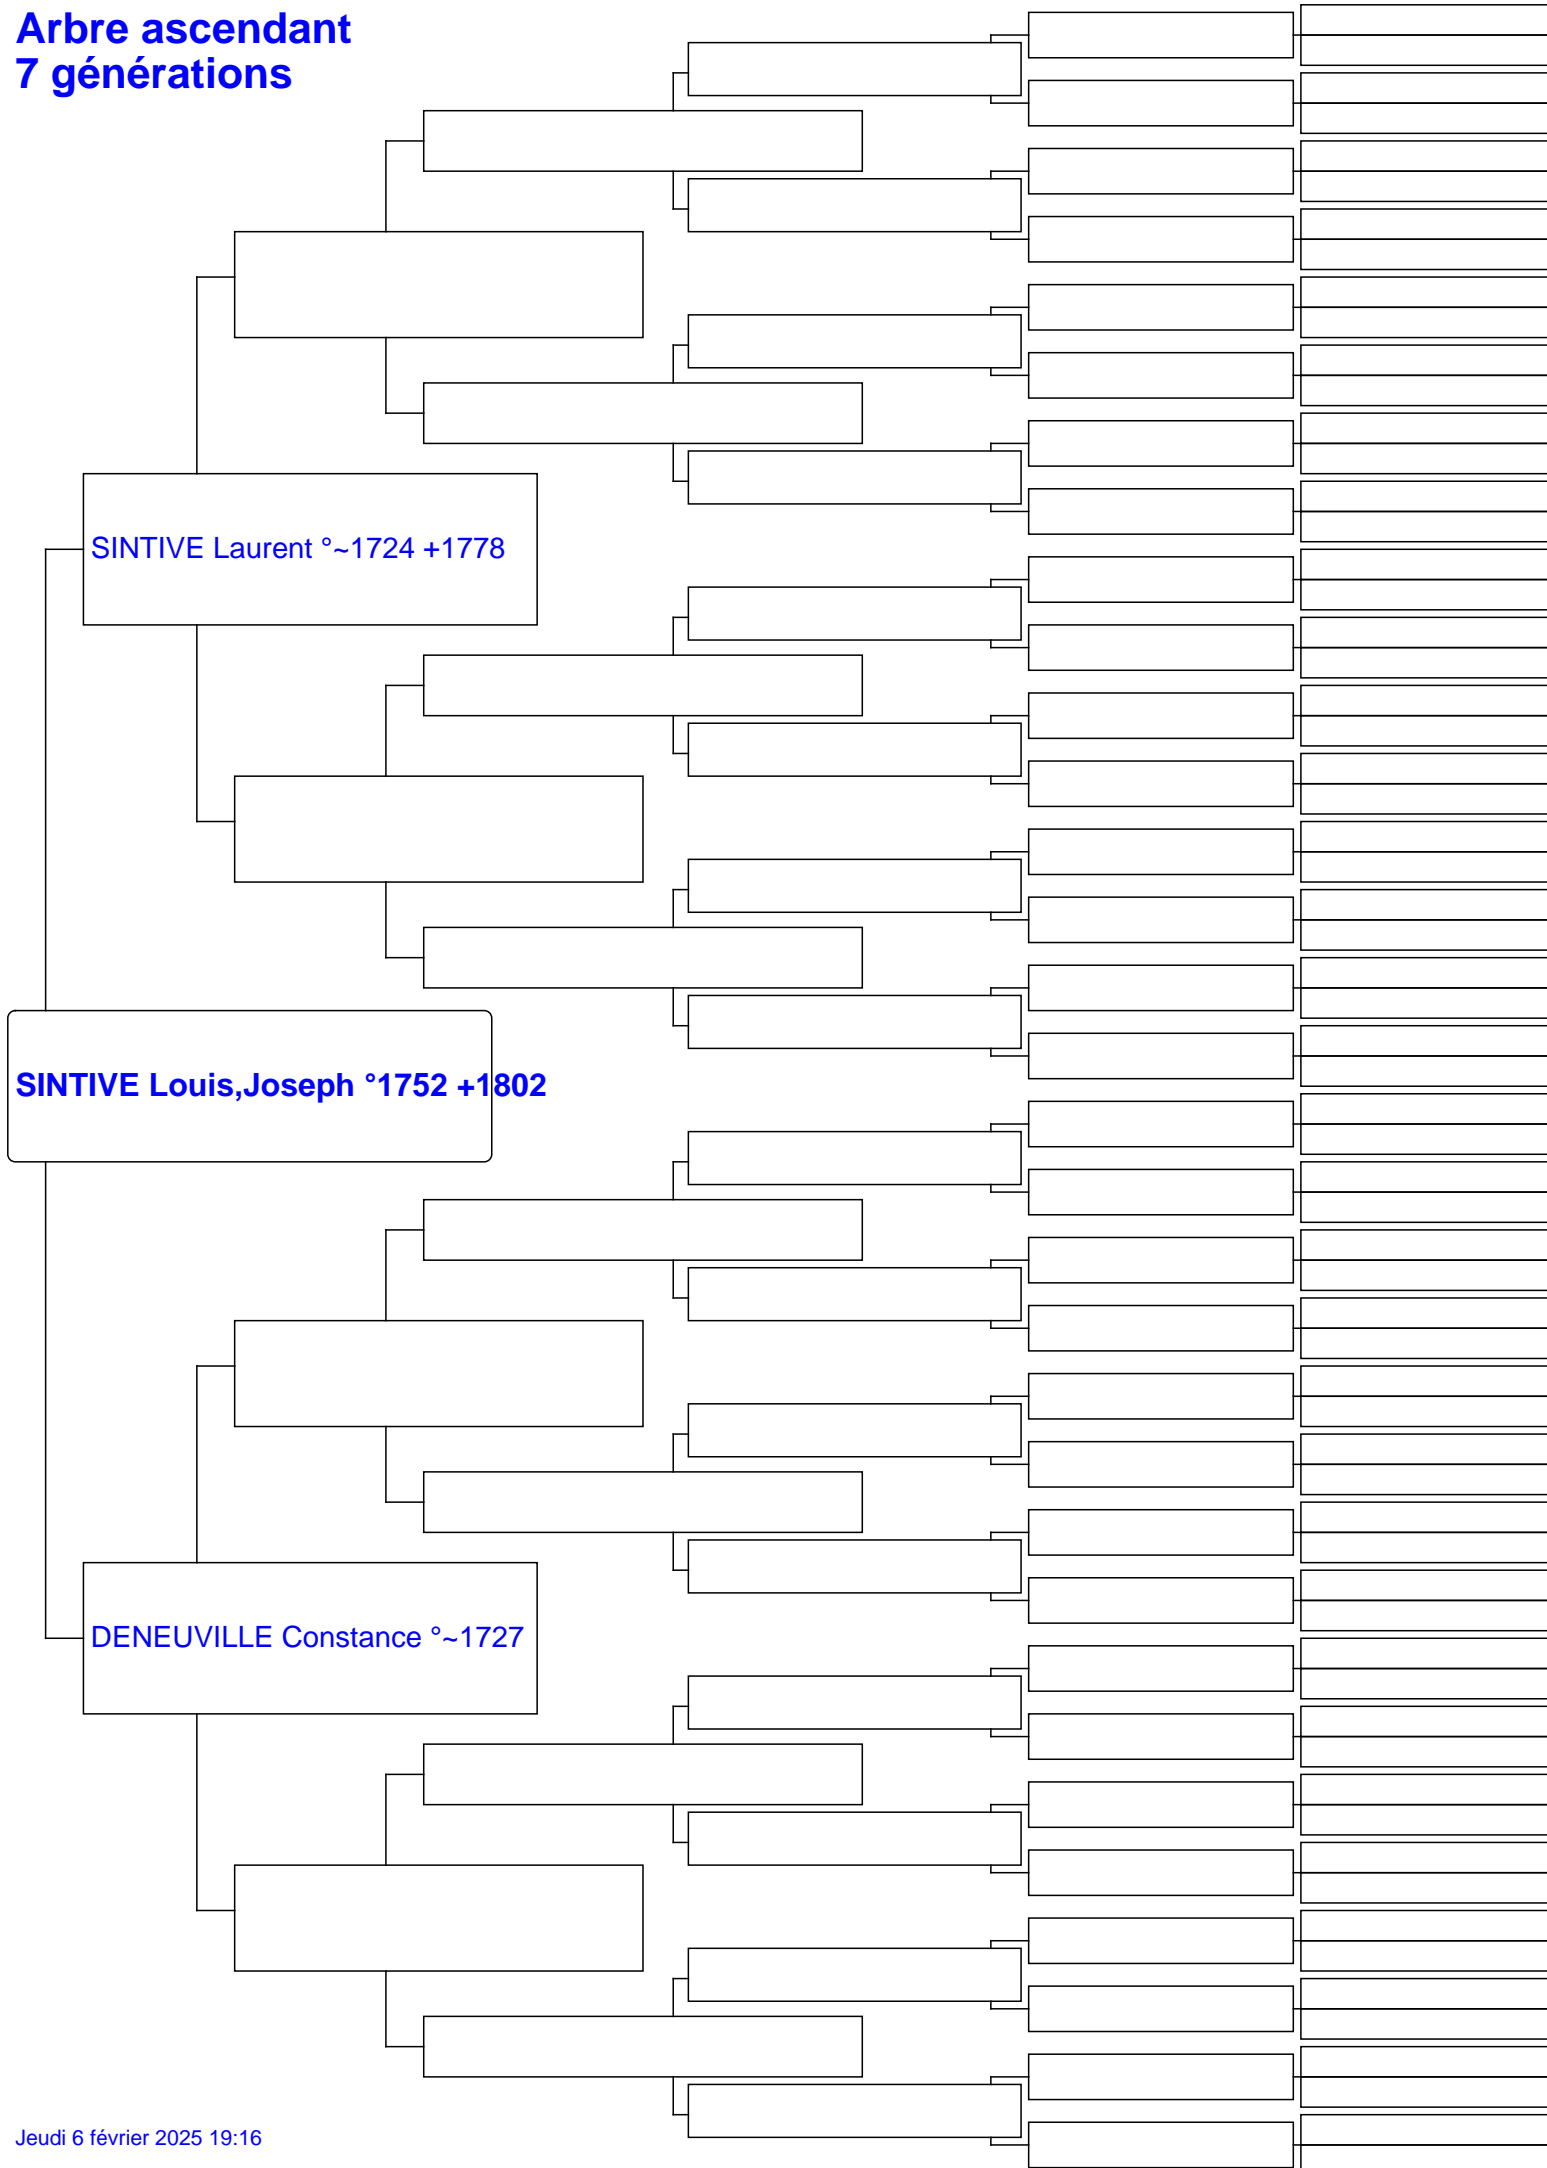 Arbre ascendant
7 générations
SINTIVE Laurent °~1724 +1778
SINTIVE Louis,Joseph °1752 +1802
DENEUVILLE Constance °~1727
Jeudi 6 février 2025 19:16